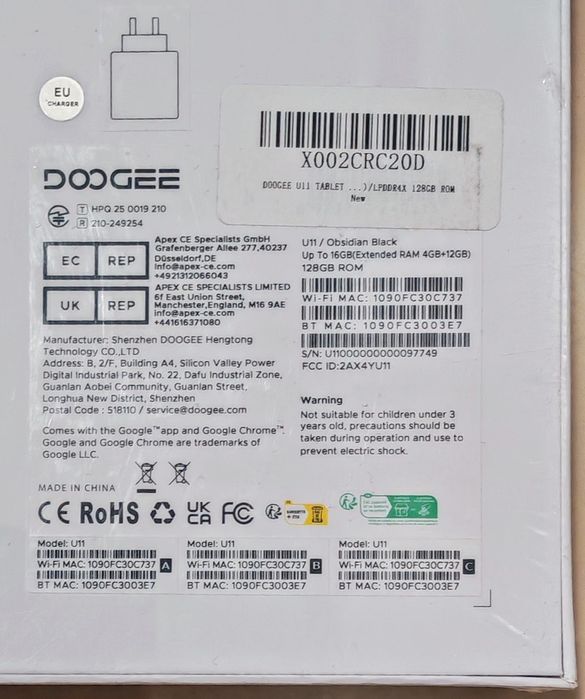 EU
CHARGER
X002CRC20D
DOOGEE U11 TABLET ...)/LPDDR4X 128GB ROM
New
DOOGEE
T HPQ 25 0019 210
R 210-249254
EC REP
Apex CE Specialists GmbH
Grafenberger Allee 277,40237
Düsseldorf,DE
Info@apex-ce.com
+4921312066043
UK REP
APEX CE SPECIALISTS LIMITED
6f East Union Street,
Manchester,England, M16 9AE
info@apex-ce.com
+441616371080
Manufacturer: Shenzhen DOOGEE Hengtong
Technology CO.,LTD
Address: B, 2/F, Building A4, Silicon Valley Power
Digital Industrial Park, No. 22, Dafu Industrial Zone,
Guanlan Aobei Community, Guanlan Street,
Longhua New District, Shenzhen
Postal Code : 518110 / service@doogee.com
Comes with the Google™app and Google Chrome™.
Google and Google Chrome are trademarks of
Google LLC.
U11 / Obsidian Black
Up To 16GB(Extended RAM 4GB+12GB)
128GB ROM
Wi-Fi MAC: 1090FC30C737
BT MAC: 1090FC3003E7
S/N: U11000000000097749
FCC ID:2AX4YU11
Warning
Not suitable for children under 3
years old, precautions should be
taken during operation and use to
prevent electric shock.
MADE IN CHINA
CE RoHS UK CA FC
Model: U11
Wi-Fi MAC: 1090FC30C737 A
BT MAC: 1090FC3003E7
Model: U11
Wi-Fi MAC: 1090FC30C737 B
BT MAC: 1090FC3003E7
Model: U11
Wi-Fi MAC: 1090FC30C737 C
BT MAC: 1090FC3003E7